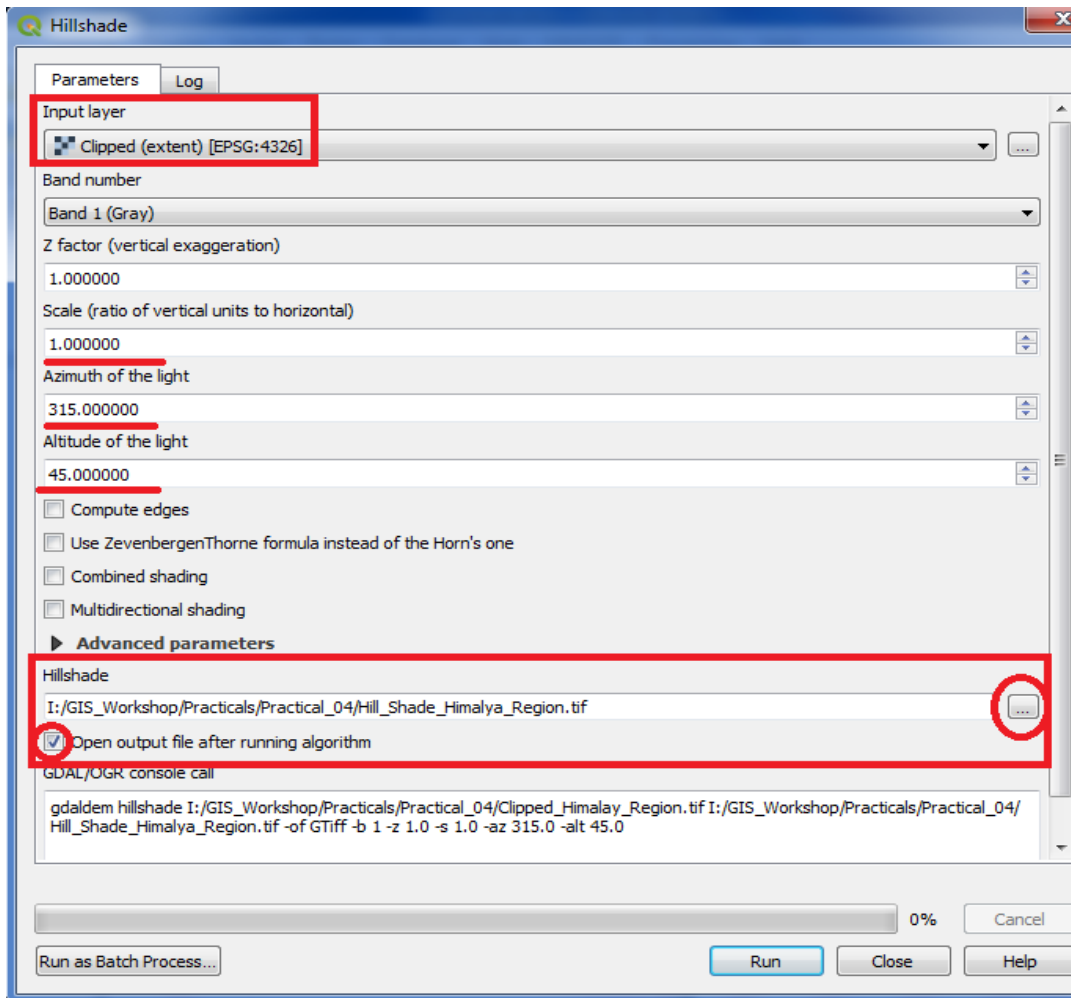 Hillshade
Parameters
Log
Input layer
Clipped (extent) [EPSG:4326]
...
Band number
Band 1 (Gray)
Z factor (vertical exaggeration)
1.000000
Scale (ratio of vertical units to horizontal)
1.000000
Azimuth of the light
315.000000
Altitude of the light
45.000000
Compute edges
Use ZevenbergenThorne formula instead of the Horn's one
Combined shading
Multidirectional shading
Advanced parameters
Hillshade
I:/GIS_Workshop/Practicals/Practical_04/Hill_Shade_Himalya_Region.tif
...
Open output file after running algorithm
GDAL/OGR console call
gdaldem hillshade I:/GIS_Workshop/Practicals/Practical_04/Clipped_Himalay_Region.tif I:/GIS_Workshop/Practicals/Practical_04/
Hill_Shade_Himalya_Region.tif -of GTiff -b 1 -z 1.0 -s 1.0 -az 315.0 -alt 45.0
0%
Cancel
Run as Batch Process...
Run
Close
Help